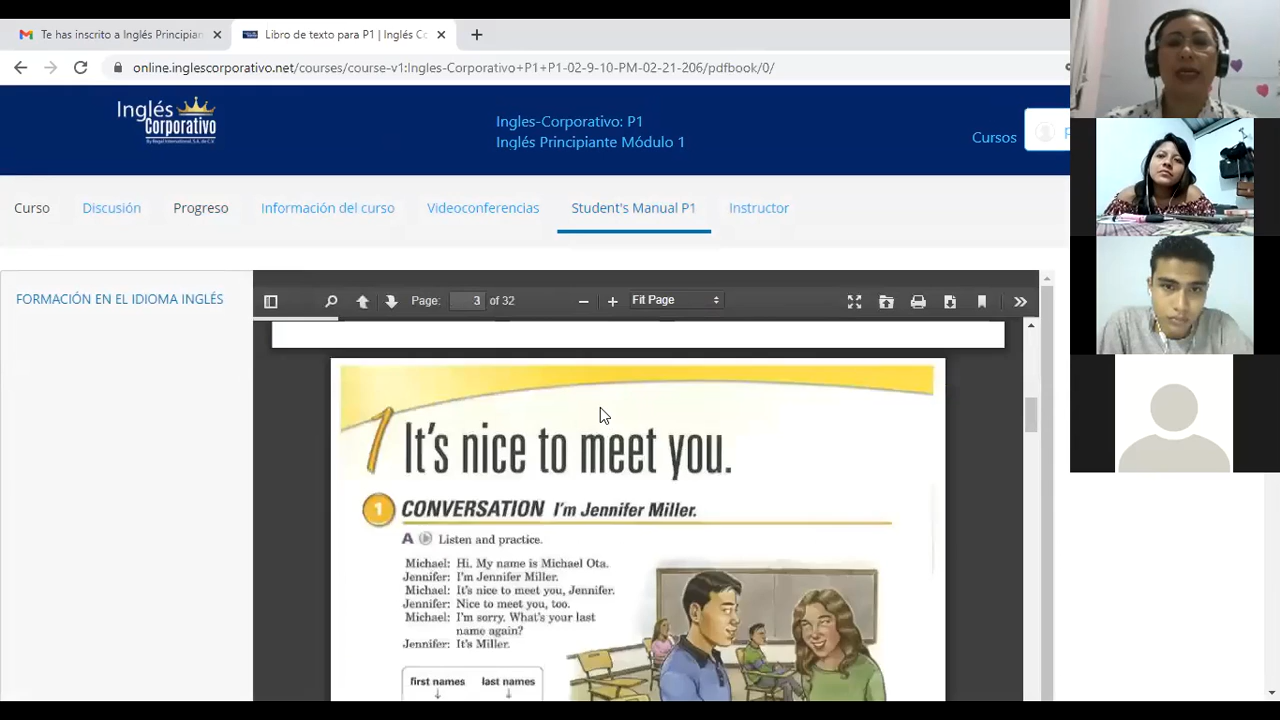 Te has inscrito a Inglés Principian
Libro de texto para P1 | Inglés Co
online.inglescorporativo.net/courses/course-v1:Ingles-Corporativo+P1+P1-02-9-10-PM-02-21-206/pdfbook/0/
Inglés
Corporativo
Ingles-Corporativo: P1
Inglés Principiante Módulo 1
Cursos
p
Curso
Discusión
Progreso
Información del curso
Videoconferencias
Student's Manual P1
Instructor
FORMACIÓN EN EL IDIOMA INGLÉS
Page: 3 of 32
Fit Page
1 It's nice to meet you.
1 CONVERSATION I'm Jennifer Miller.
A Listen and practice.
Michael: Hi. My name is Michael Ota.
Jennifer: I'm Jennifer Miller.
Michael: It's nice to meet you, Jennifer.
Jennifer: Nice to meet you, too.
Michael: I'm sorry. What's your last
name again?
Jennifer: It's Miller.
first names last names